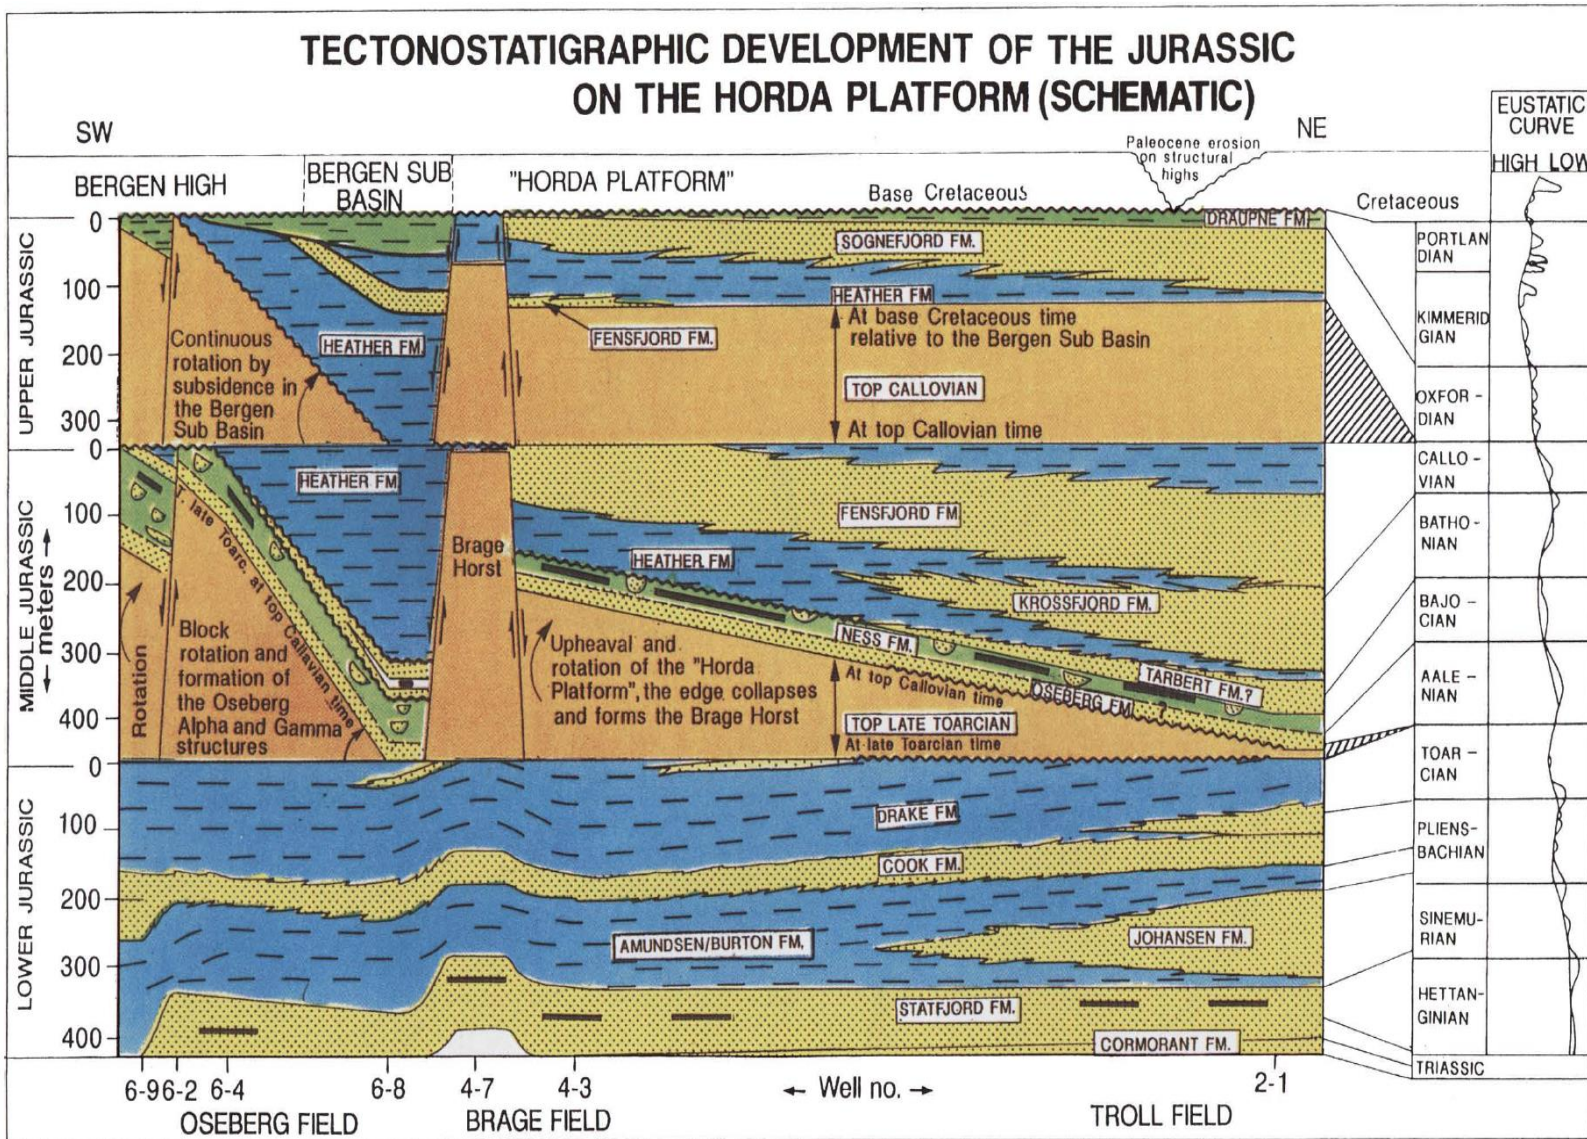 TECTONOSTATIGRAPHIC DEVELOPMENT OF THE JURASSIC
ON THE HORDA PLATFORM (SCHEMATIC)
SW
NE
EUSTATIC
CURVE
HIGH LOW
Paleocene erosion
on structural
highs
BERGEN HIGH
BERGEN SUB
BASIN
"HORDA PLATFORM"
Base Cretaceous
Cretaceous
UPPER JURASSIC
0
100
200
300
DRAUPNE FM.
SOGNEFJORD FM.
HEATHER FM
FENSFJORD FM.
HEATHER FM.
Continuous
rotation by
subsidence in
the Bergen
Sub Basin
At base Cretaceous time
relative to the Bergen Sub Basin
TOP CALLOVIAN
At top Callovian time
MIDDLE JURASSIC
meters
0
100
200
300
400
HEATHER FM.
T. late Toarc. at top Callavian time
Rotation
Block
rotation and
formation of
the Oseberg
Alpha and Gamma
structures
Brage
Horst
FENSFJORD FM
HEATHER FM.
KROSSFJORD FM.
NESS FM.
TARBERT FM.?
OSEBERG FM.
?
Upheaval and
rotation of the "Horda
Platform", the edge collapses
and forms the Brage Horst
At top Callovian time
TOP LATE TOARCIAN
At late Toarcian time
LOWER JURASSIC
0
100
200
300
400
DRAKE FM.
COOK FM.
AMUNDSEN/BURTON FM.
JOHANSEN FM.
STATFJORD FM.
CORMORANT FM.
PORTLAN
DIAN
KIMMERID
GIAN
OXFOR -
DIAN
CALLO -
VIAN
BATHO -
NIAN
BAJO -
CIAN
AALE -
NIAN
TOAR -
CIAN
PLIENS-
BACHIAN
SINEMU-
RIAN
HETTAN-
GINIAN
TRIASSIC
6-9 6-2 6-4 6-8 4-7 4-3 ← Well no. → 2-1
OSEBERG FIELD BRAGE FIELD TROLL FIELD